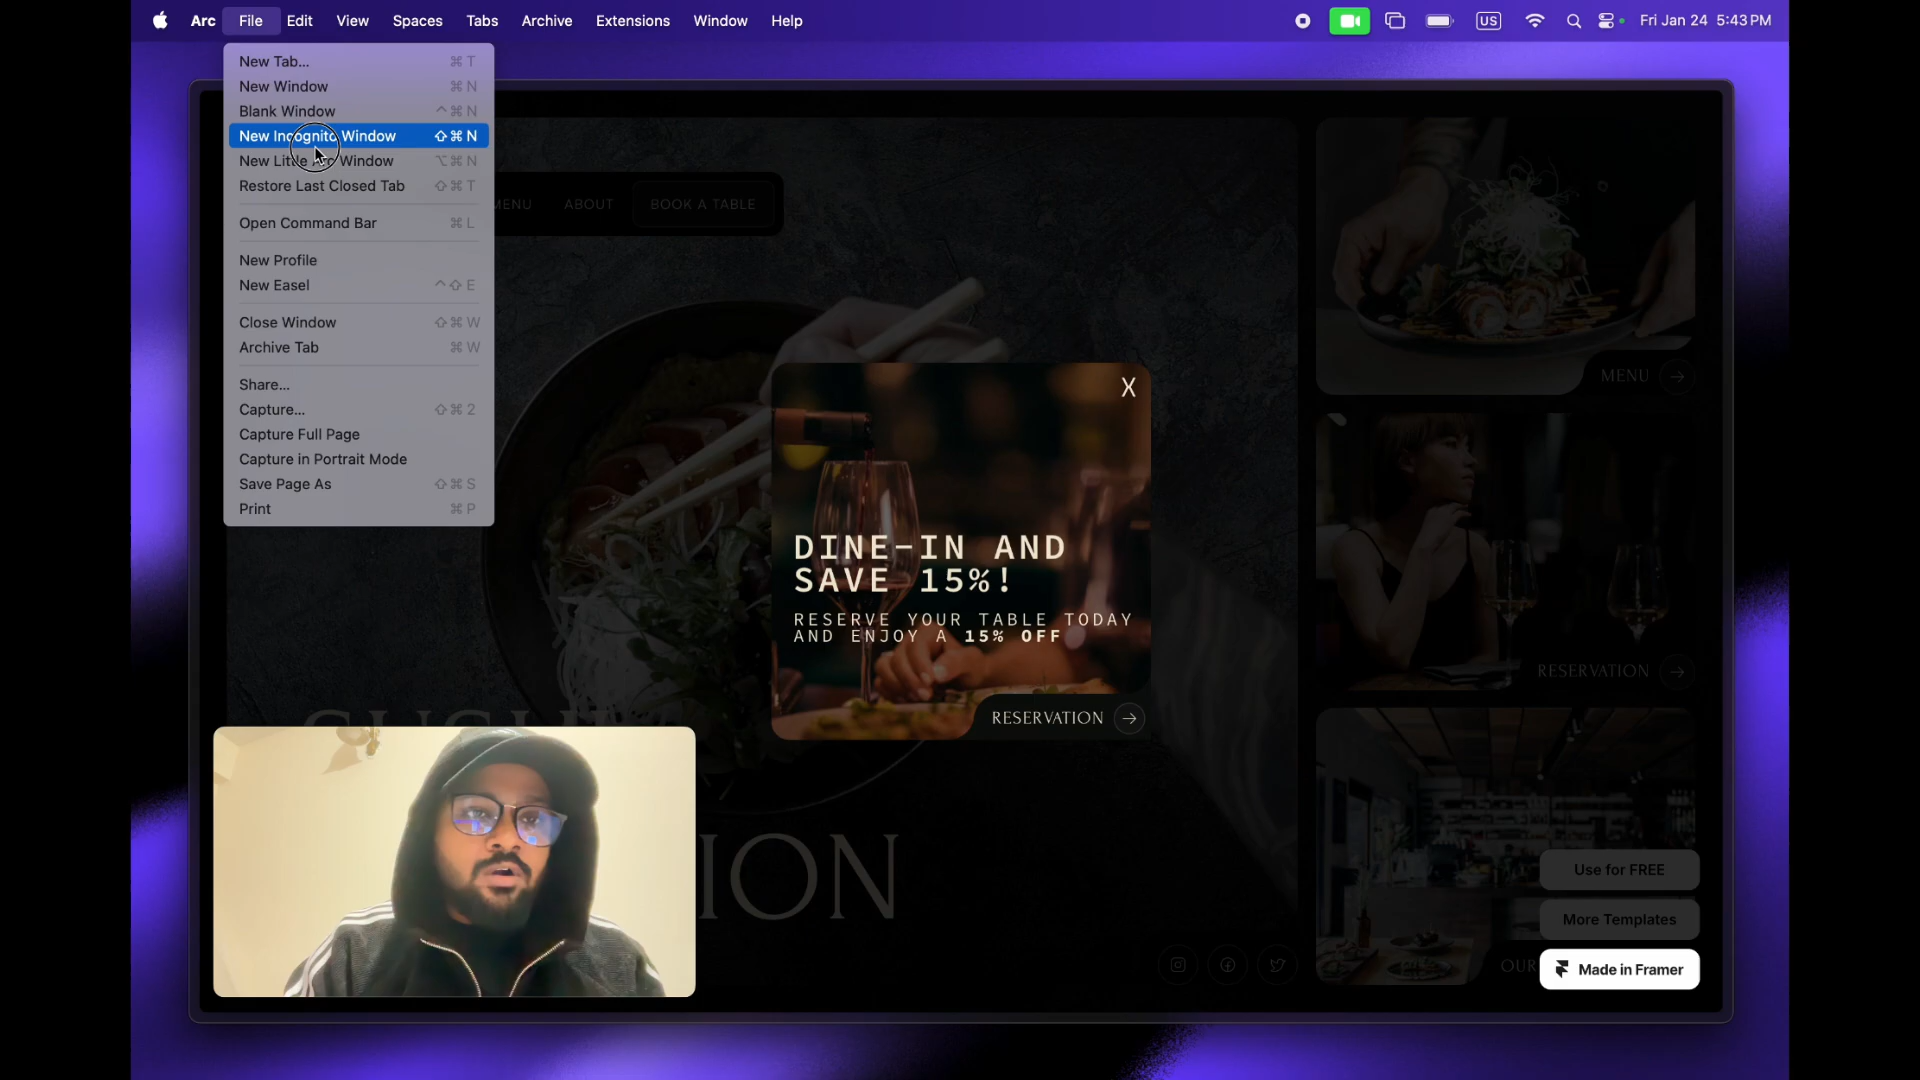 Arc File Edit View Spaces Tabs Archive Extensions Window Help
US Fri Jan 24 5:43 PM
New Tab... ⌘ T
New Window ⌘ N
Blank Window ^ ⌘ N
New Incognito Window ⇧ ⌘ N
New Little Arc Window ⌥ ⌘ N
Restore Last Closed Tab ⇧ ⌘ T
Open Command Bar ⌘ L
New Profile
New Easel ^ ⇧ E
Close Window ⇧ ⌘ W
Archive Tab ⌘ W
Share...
Capture... ⇧ ⌘ 2
Capture Full Page
Capture in Portrait Mode
Save Page As ⇧ ⌘ S
Print ⌘ P
MENU ABOUT BOOK A TABLE
X
DINE-IN AND
SAVE 15%!
RESERVE YOUR TABLE TODAY
AND ENJOY A 15% OFF
RESERVATION
MENU
RESERVATION
OUR
Use for FREE
More Templates
Made in Framer